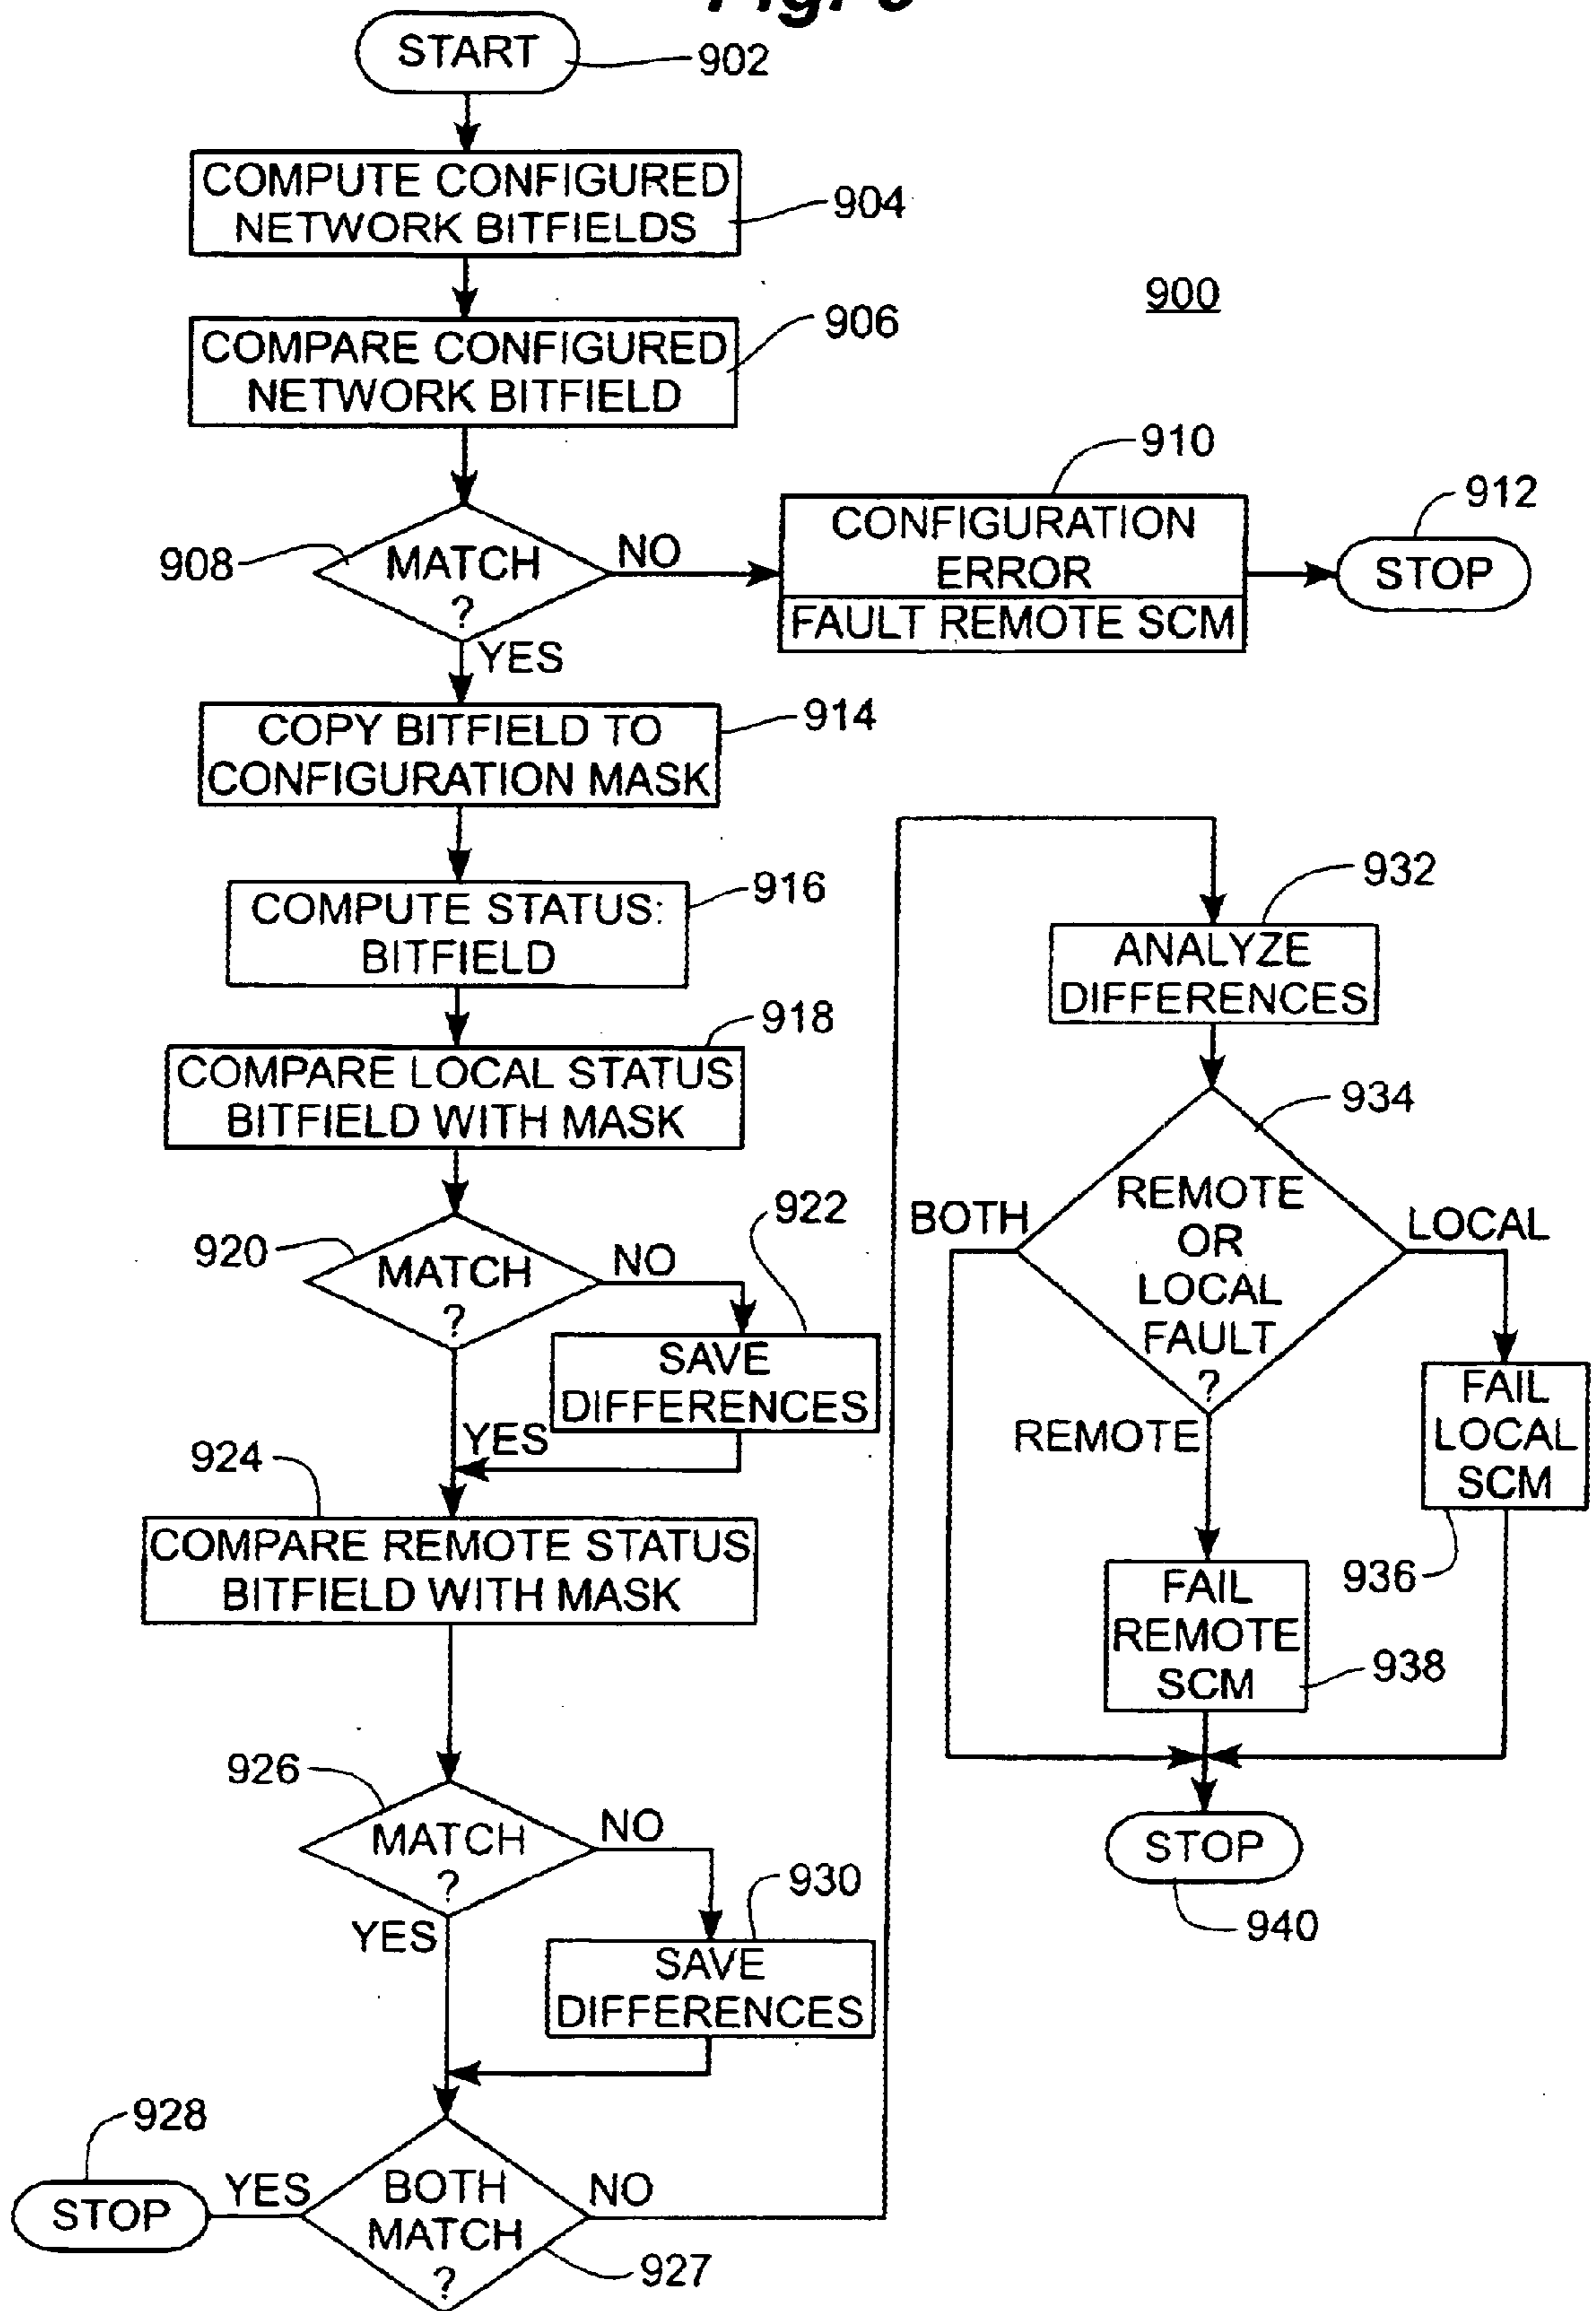 START
902
COMPUTE CONFIGURED
NETWORK BITFIELDS
904
900
COMPARE CONFIGURED
NETWORK BITFIELD
906
908
MATCH
?
NO
YES
910
CONFIGURATION
ERROR
FAULT REMOTE SCM
912
STOP
COPY BITFIELD TO
CONFIGURATION MASK
914
COMPUTE STATUS:
BITFIELD
916
COMPARE LOCAL STATUS
BITFIELD WITH MASK
918
920
MATCH
?
NO
YES
922
SAVE
DIFFERENCES
924
COMPARE REMOTE STATUS
BITFIELD WITH MASK
926
MATCH
?
NO
YES
930
SAVE
DIFFERENCES
928
STOP
YES
BOTH
MATCH
?
NO
927
932
ANALYZE
DIFFERENCES
934
BOTH
REMOTE
OR
LOCAL
FAULT
?
LOCAL
REMOTE
FAIL
LOCAL
SCM
936
FAIL
REMOTE
SCM
938
STOP
940